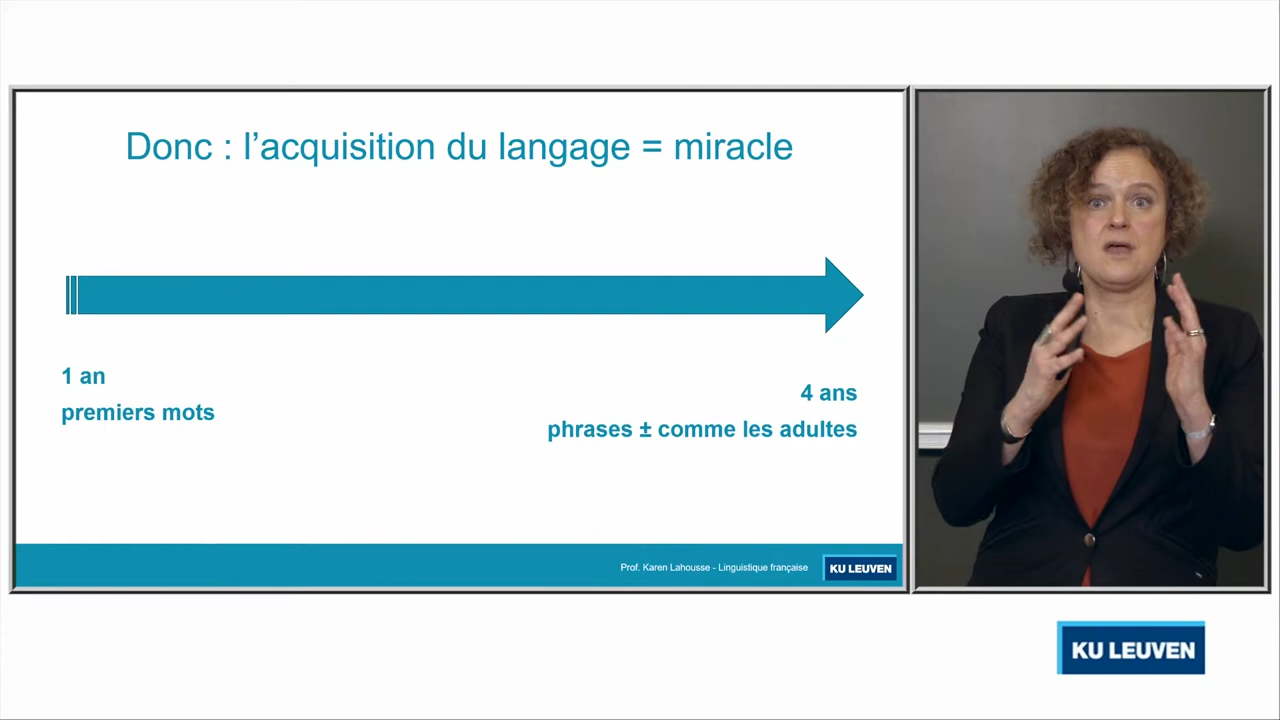 Donc : l’acquisition du langage = miracle
1 an
premiers mots
4 ans
phrases ± comme les adultes
Prof. Karen Lahousse - Linguistique française
KU LEUVEN
KU LEUVEN